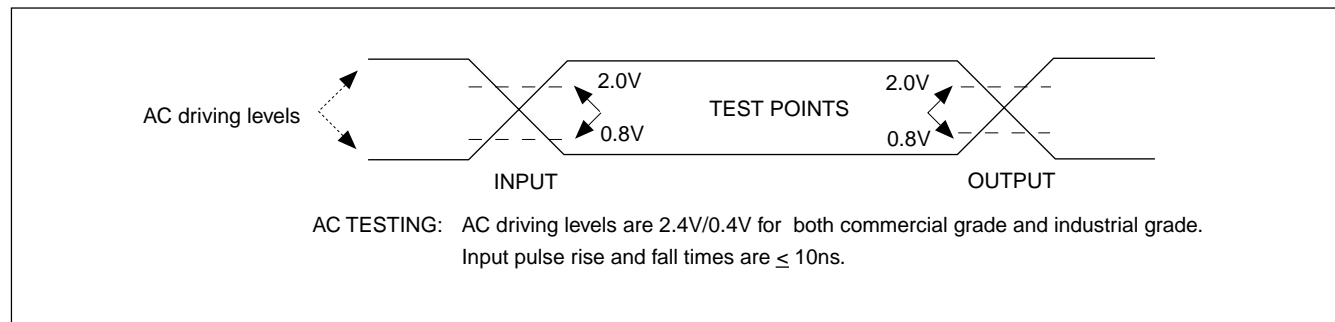 2.0V
2.0V
AC driving levels
TEST POINTS
0.8V
0.8V
INPUT
OUTPUT
AC TESTING: AC driving levels are 2.4V/0.4V for both commercial grade and industrial grade.
Input pulse rise and fall times are ≤ 10ns.